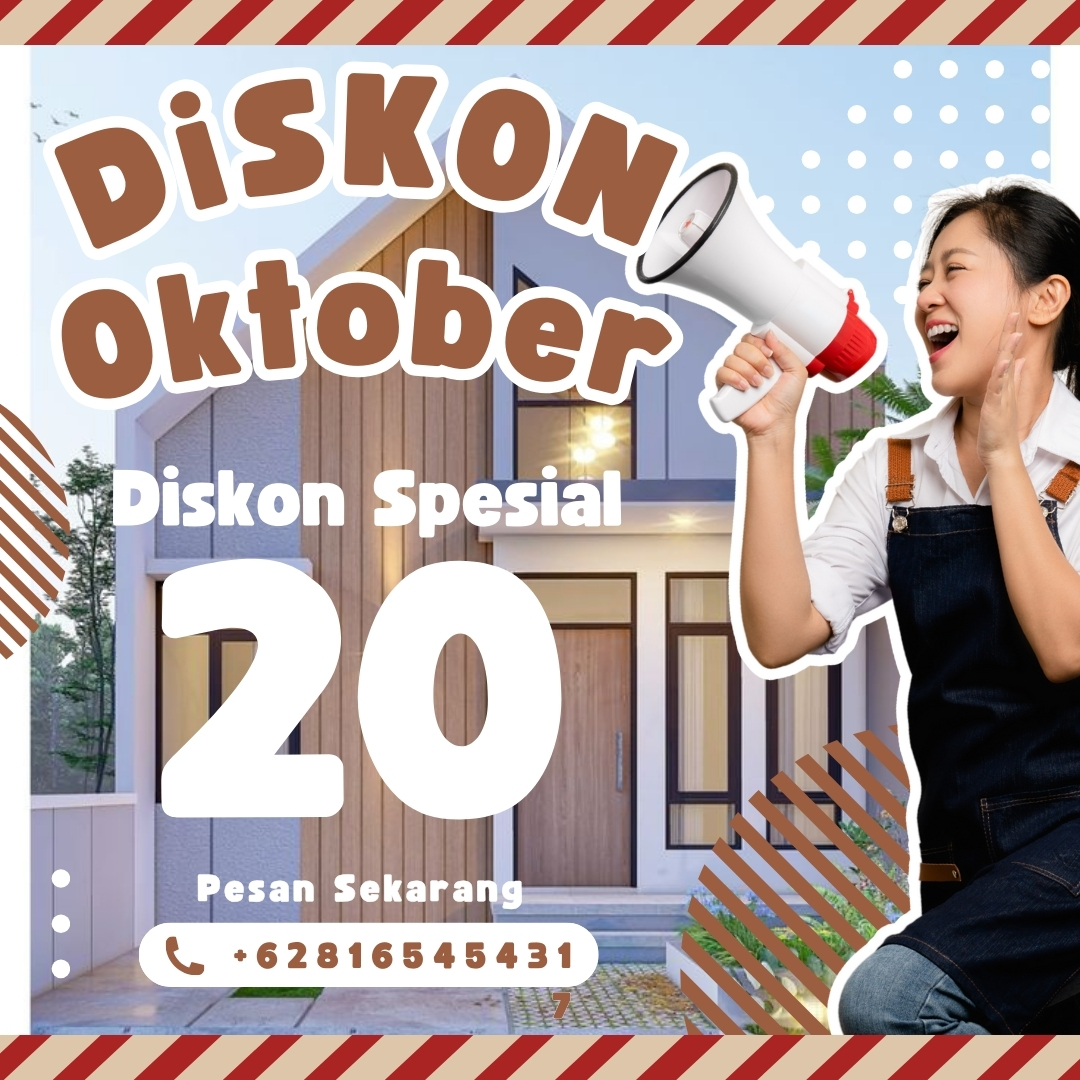 DiSKON
Oktober
Diskon Spesial
20
Pesan Sekarang
+62816545431
7